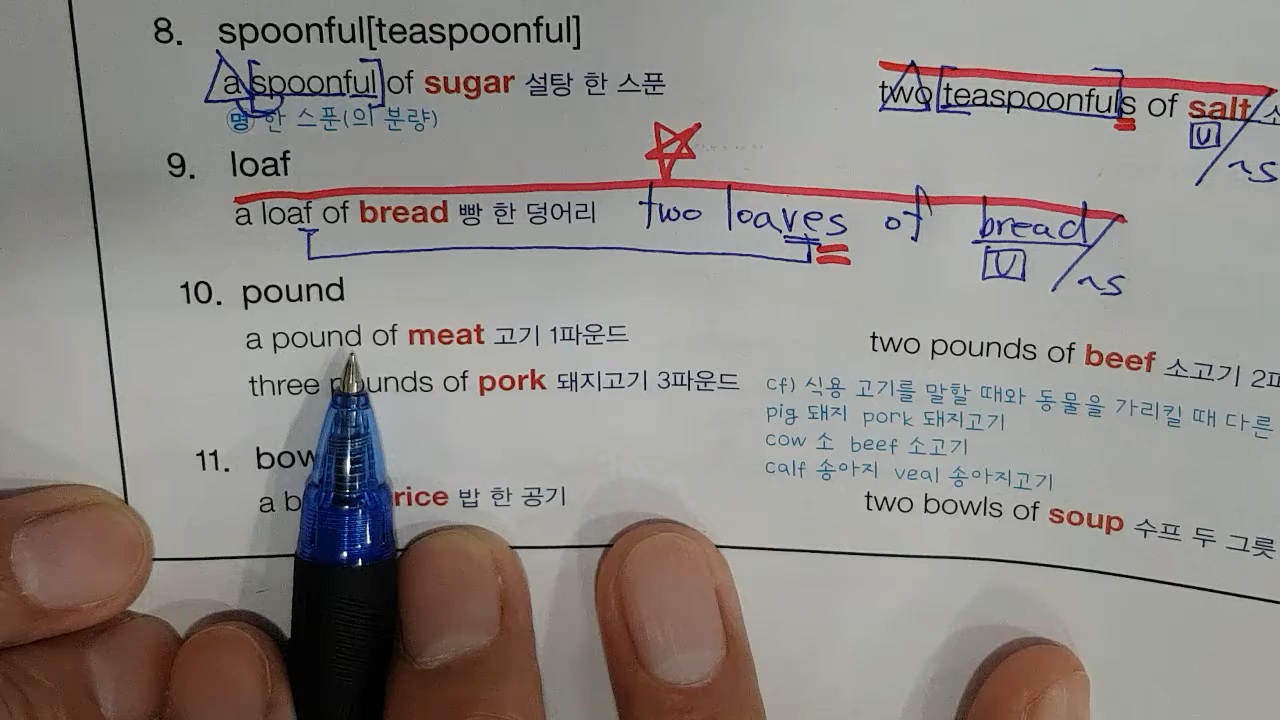 8. spoonful[teaspoonful]
a spoonful of sugar 설탕 한 스푼
two teaspoonfuls of salt
명 한 스푼(의 분량)
U
ns
9. loaf
a loaf of bread 빵 한 덩어리 two loaves of bread
U
ns
10. pound
a pound of meat 고기 1파운드
two pounds of beef 소고기
three pounds of pork 돼지고기 3파운드
cf) 식용 고기를 말할 때와 동물을 가리킬 때 다른
pig 돼지 pork 돼지고기
cow 소 beef 소고기
calf 송아지 veal 송아지고기
11.
a rice 밥 한 공기
two bowls of soup 수프 두 그릇